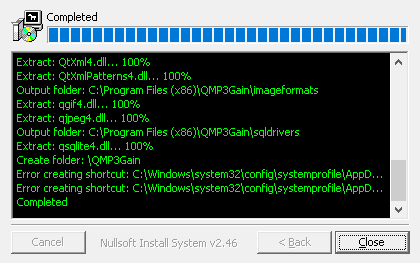 Completed
Extract: QtXml4.dll... 100%
Extract: QtXmlPatterns4.dll... 100%
Output folder: C:\Program Files (x86)\QMP3Gain\imageformats
Extract: qgif4.dll... 100%
Extract: qjpeg4.dll... 100%
Output folder: C:\Program Files (x86)\QMP3Gain\sqldrivers
Extract: qsqlite4.dll... 100%
Create folder: \QMP3Gain
Error creating shortcut: C:\Windows\system32\config\systemprofile\AppD...
Error creating shortcut: C:\Windows\system32\config\systemprofile\AppD...
Completed
Cancel Nullsoft Install System v2.46 < Back Close